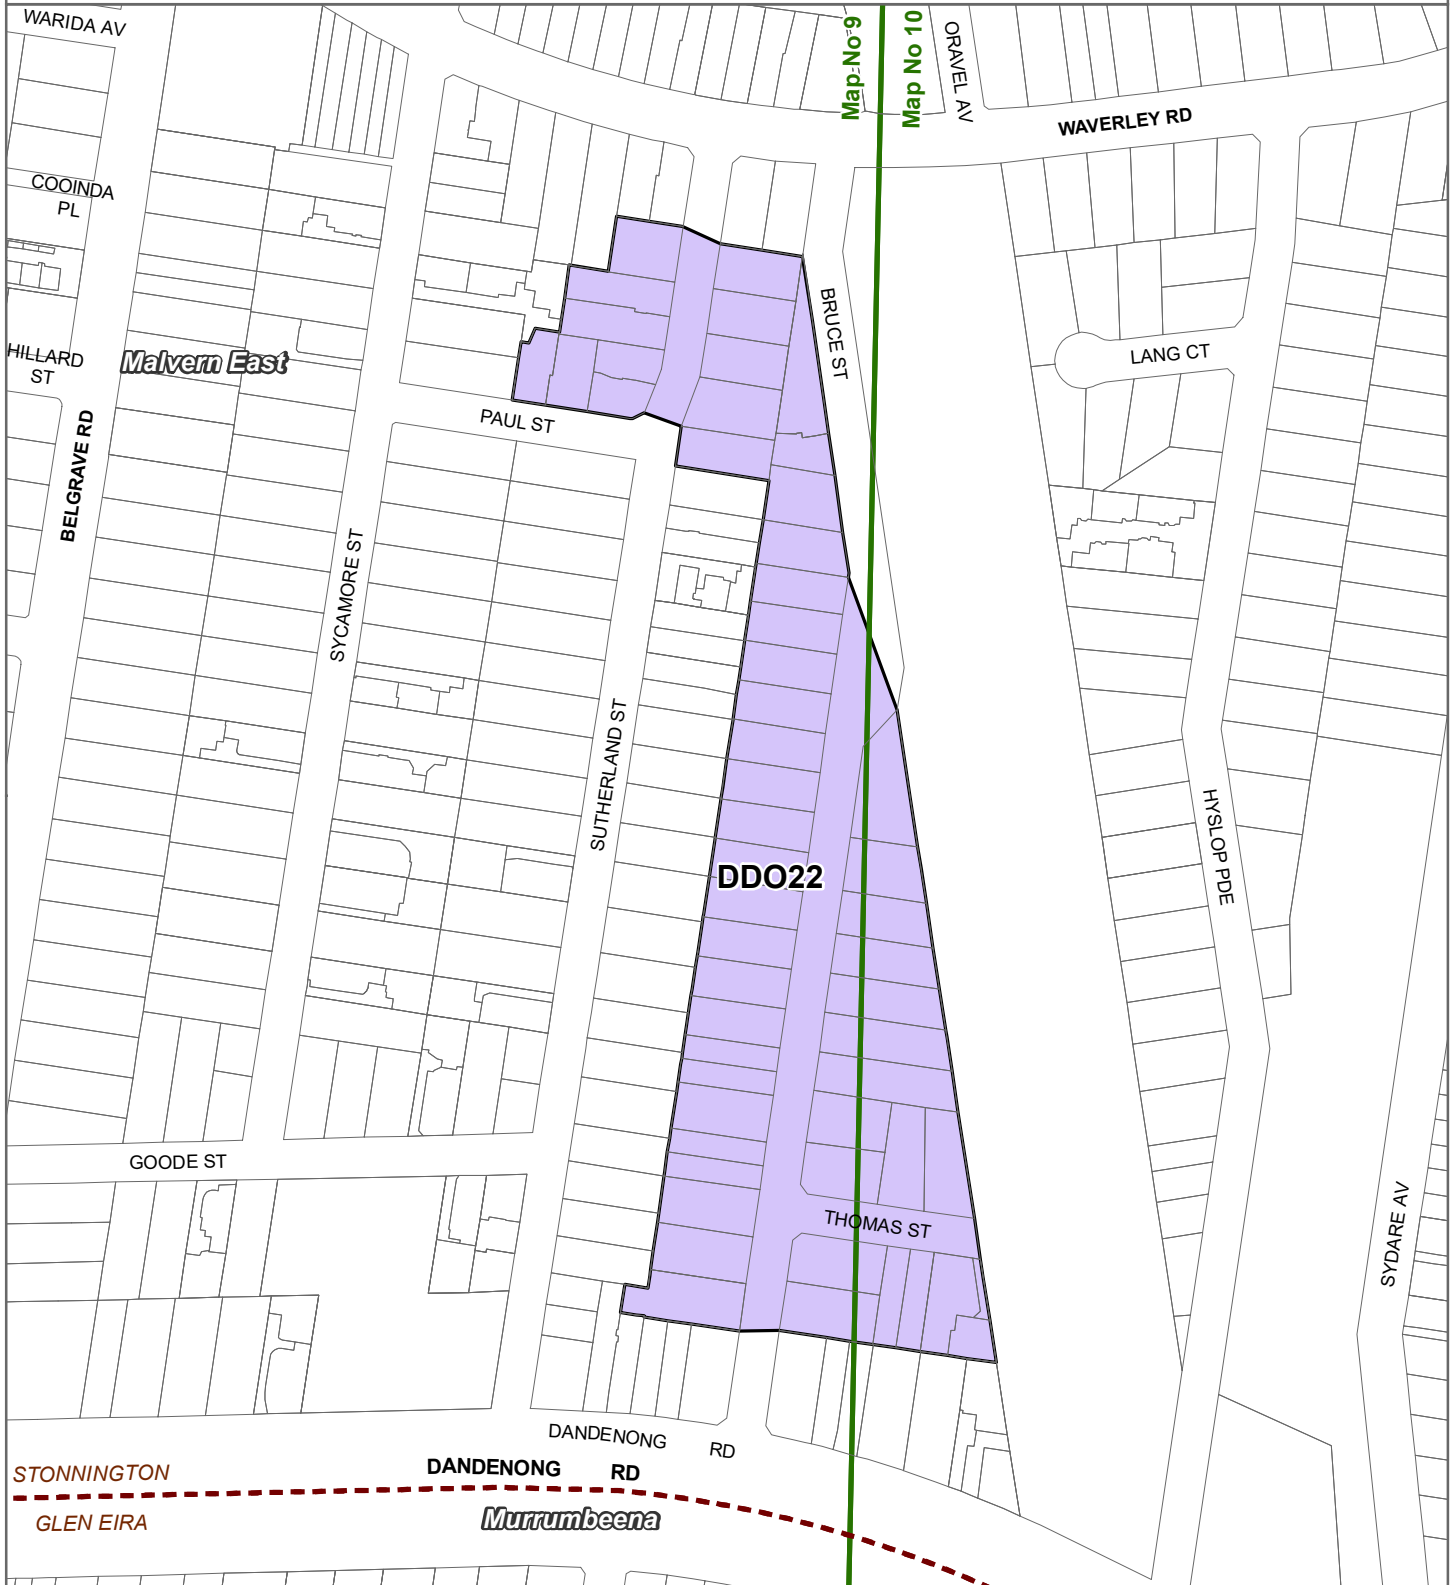 WARIDA AV
Map No 9
Map No 10
ORAVEL AV
WAVERLEY RD
COOINDA
PL
BRUCE ST
HILLARD
ST
Malvern East
LANG CT
PAUL ST
BELGRAVE RD
SYCAMORE ST
SUTHERLAND ST
HYSLOP PDE
DDO22
GOODE ST
THOMAS ST
SYDARE AV
DANDENONG RD
DANDENONG RD
STONNINGTON
GLEN EIRA
Murrumbeena